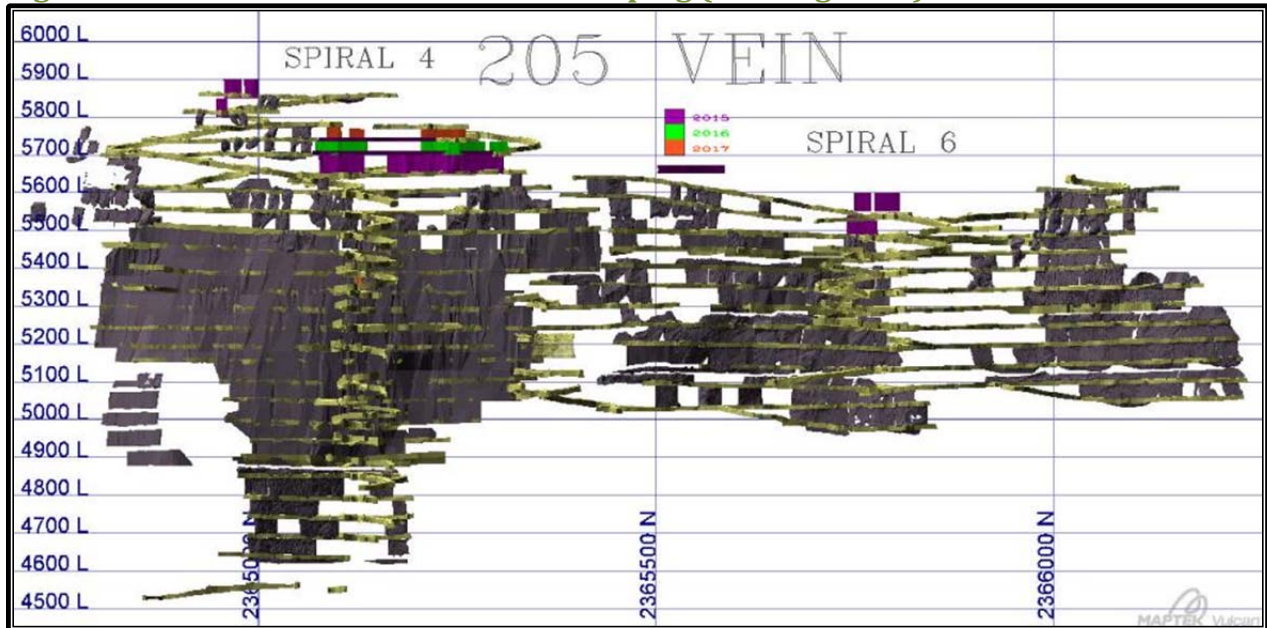 6000 L
SPIRAL 4 205 VEIN
5900 L
5800 L
2015
2016
2017
SPIRAL 6
5700 L
5600 L
5500 L
5400 L
5300 L
5200 L
5100 L
5000 L
4900 L
4800 L
4700 L
4600 L
4500 L
2365500 N
2366000 N
MAPTEK Vulcan